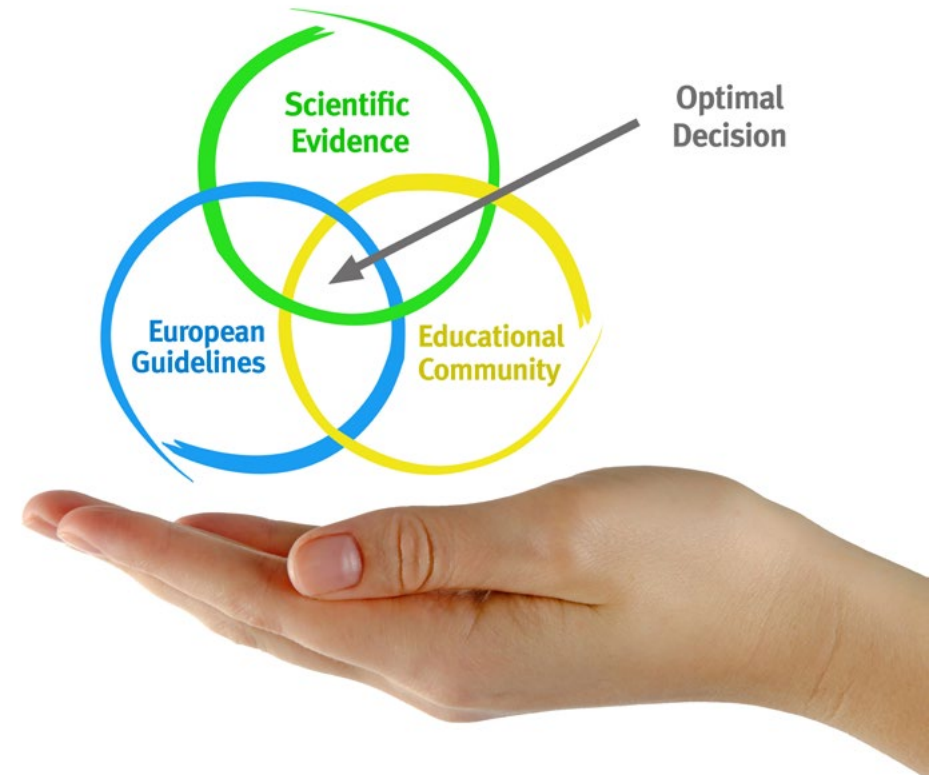 Scientific
Evidence
Optimal
Decision
European
Guidelines
Educational
Community